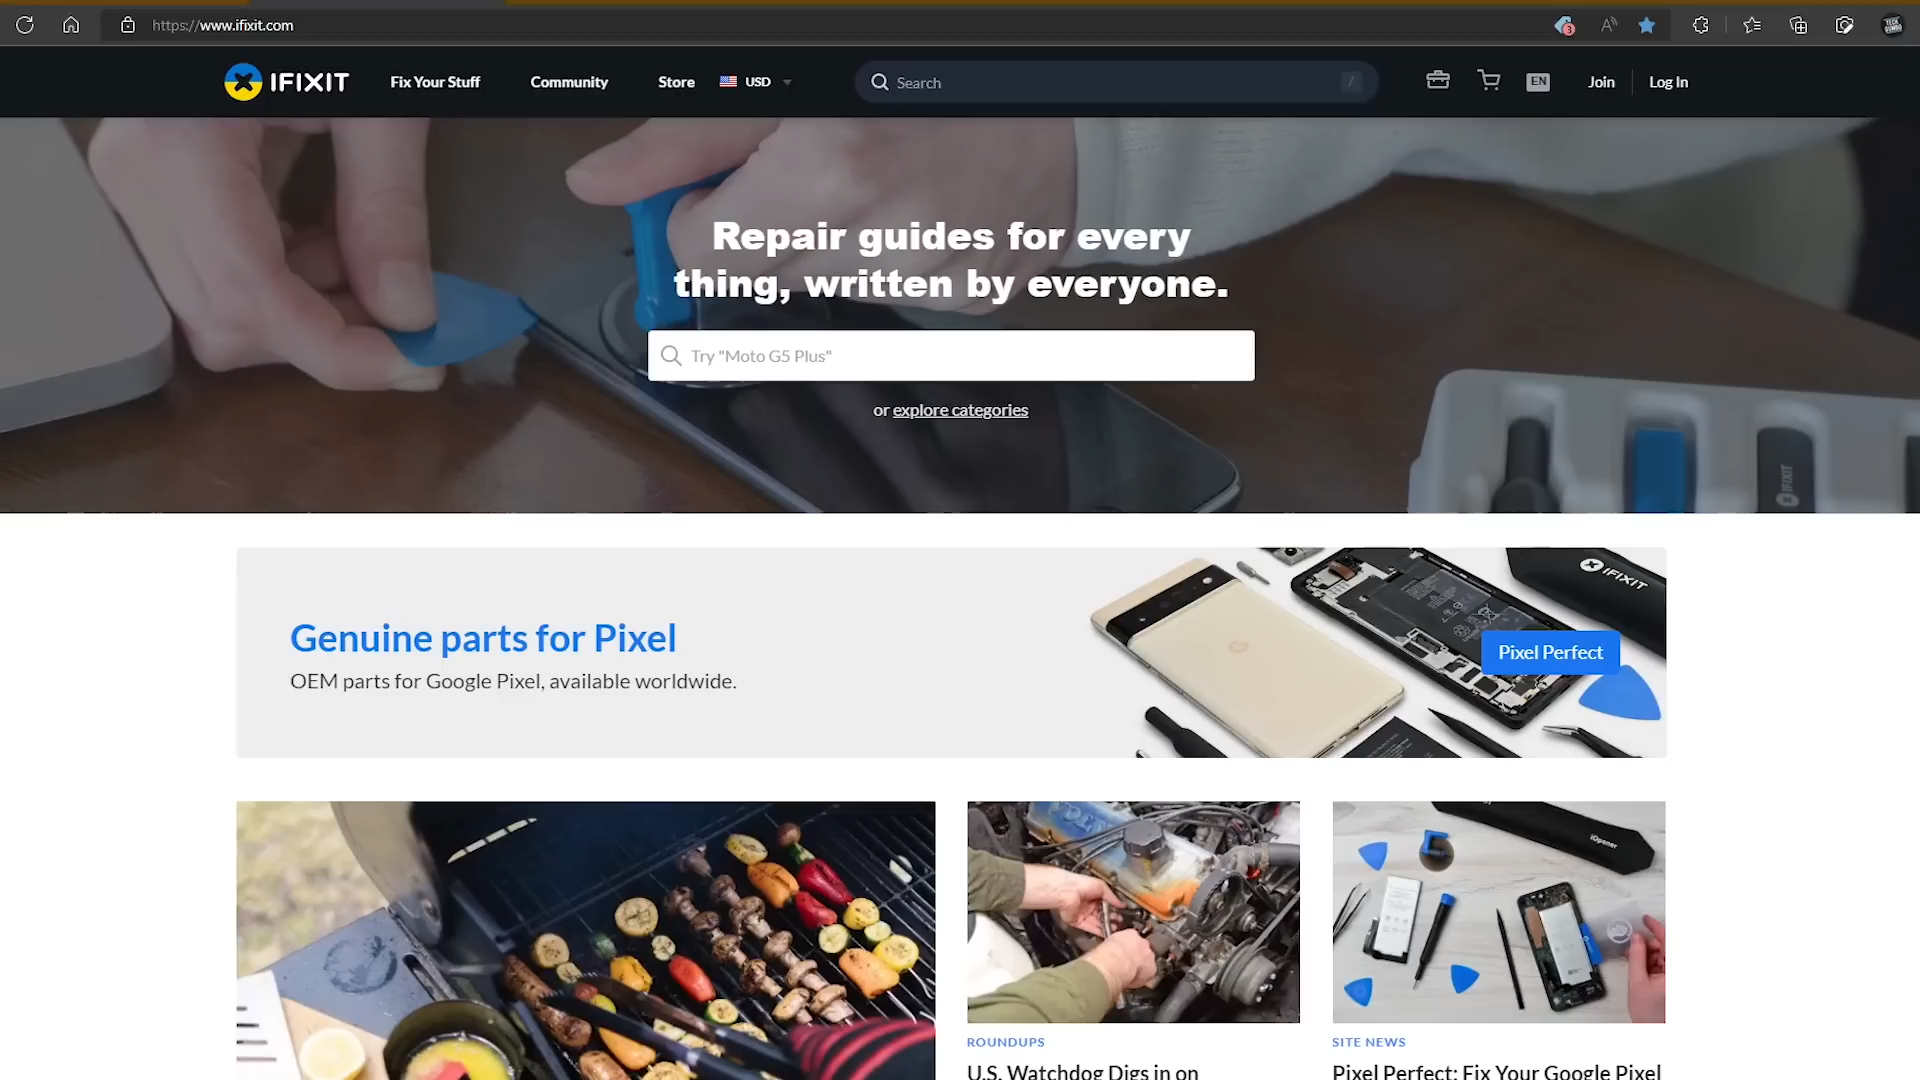 https://www.ifixit.com
3
IFIXIT
Fix Your Stuff
Community
Store
USD
Search
/
EN
Join
Log In
Repair guides for every
thing, written by everyone.
Try "Moto G5 Plus"
or explore categories
IFIXIT
Genuine parts for Pixel
OEM parts for Google Pixel, available worldwide.
IFIXIT
Pixel Perfect
iOpener
ROUNDUPS
U.S. Watchdog Digs in on
SITE NEWS
Pixel Perfect: Fix Your Google Pixel